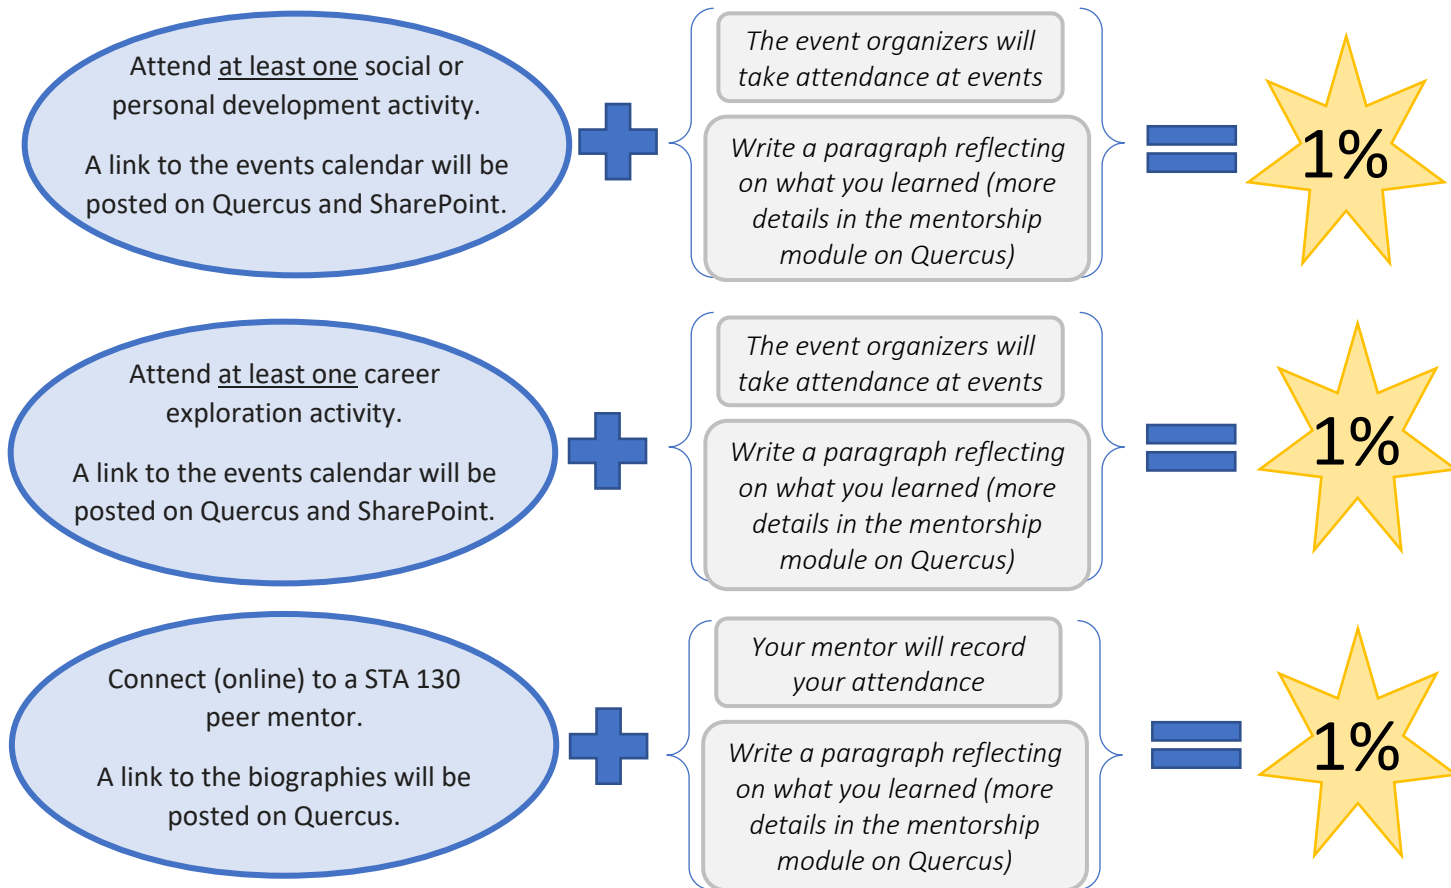 Attend at least one social or
personal development activity.
A link to the events calendar will be
posted on Quercus and SharePoint.
The event organizers will
take attendance at events
Write a paragraph reflecting
on what you learned (more
details in the mentorship
module on Quercus)
1%
Attend at least one career
exploration activity.
A link to the events calendar will be
posted on Quercus and SharePoint.
The event organizers will
take attendance at events
Write a paragraph reflecting
on what you learned (more
details in the mentorship
module on Quercus)
1%
Connect (online) to a STA 130
peer mentor.
A link to the biographies will be
posted on Quercus.
Your mentor will record
your attendance
Write a paragraph reflecting
on what you learned (more
details in the mentorship
module on Quercus)
1%